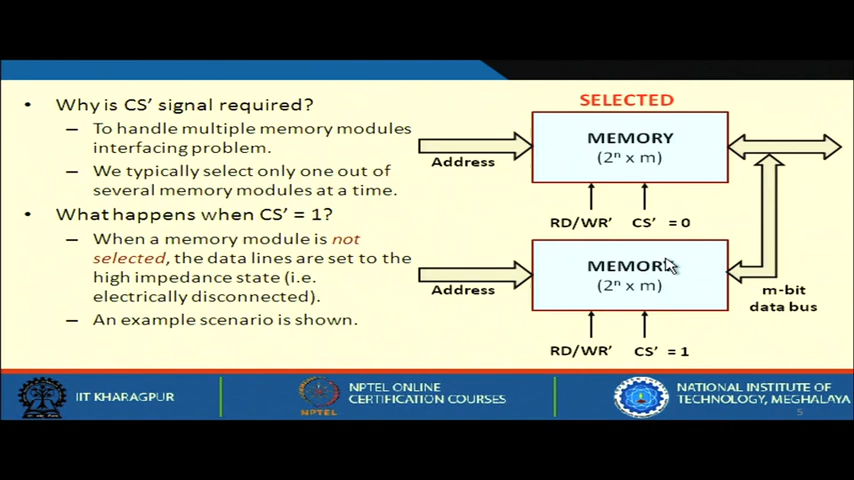 • Why is CS' signal required?
– To handle multiple memory modules
interfacing problem.
– We typically select only one out of
several memory modules at a time.
• What happens when CS' = 1?
– When a memory module is not
selected, the data lines are set to the
high impedance state (i.e.
electrically disconnected).
– An example scenario is shown.
SELECTED
MEMORY
(2ⁿ x m)
Address
RD/WR' CS' = 0
MEMORY
(2ⁿ x m)
Address
m-bit
data bus
RD/WR' CS' = 1
IIT KHARAGPUR
NPTEL
NPTEL ONLINE
CERTIFICATION COURSES
NATIONAL INSTITUTE OF
TECHNOLOGY, MEGHALAYA
5